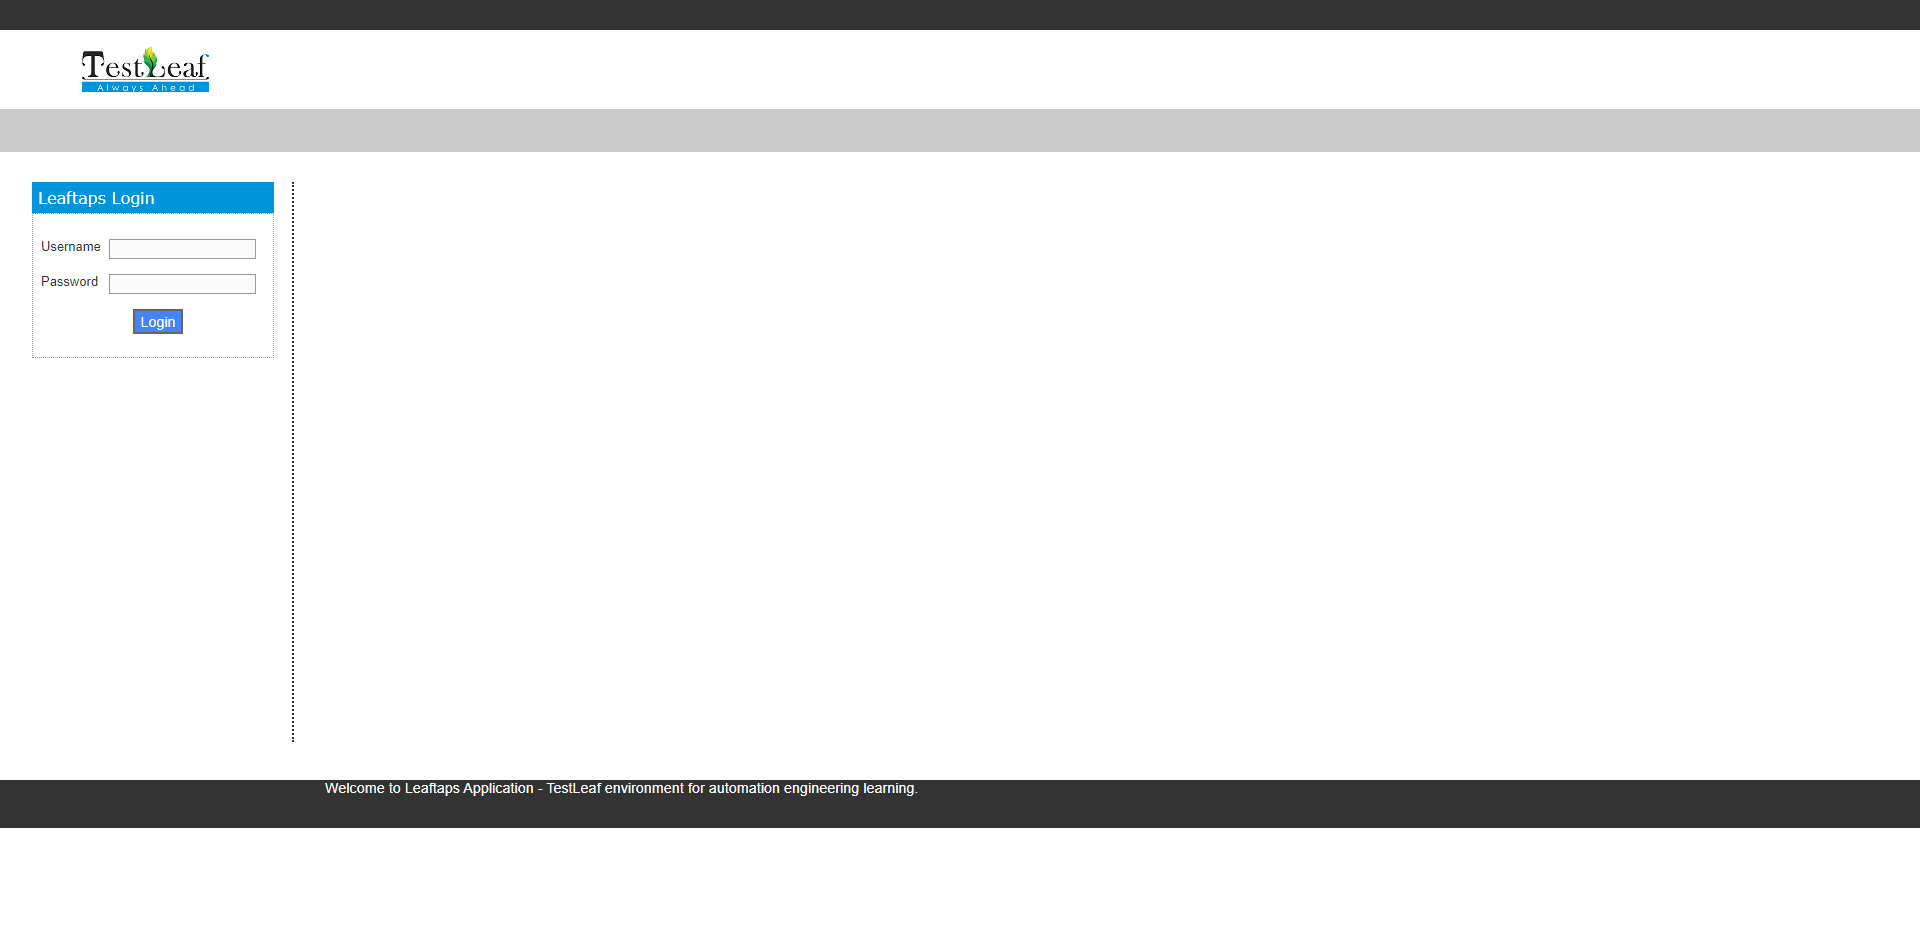 TestLeaf
Always Ahead
Leaftaps Login
Username
Password
Login
Welcome to Leaftaps Application - TestLeaf environment for automation engineering learning.